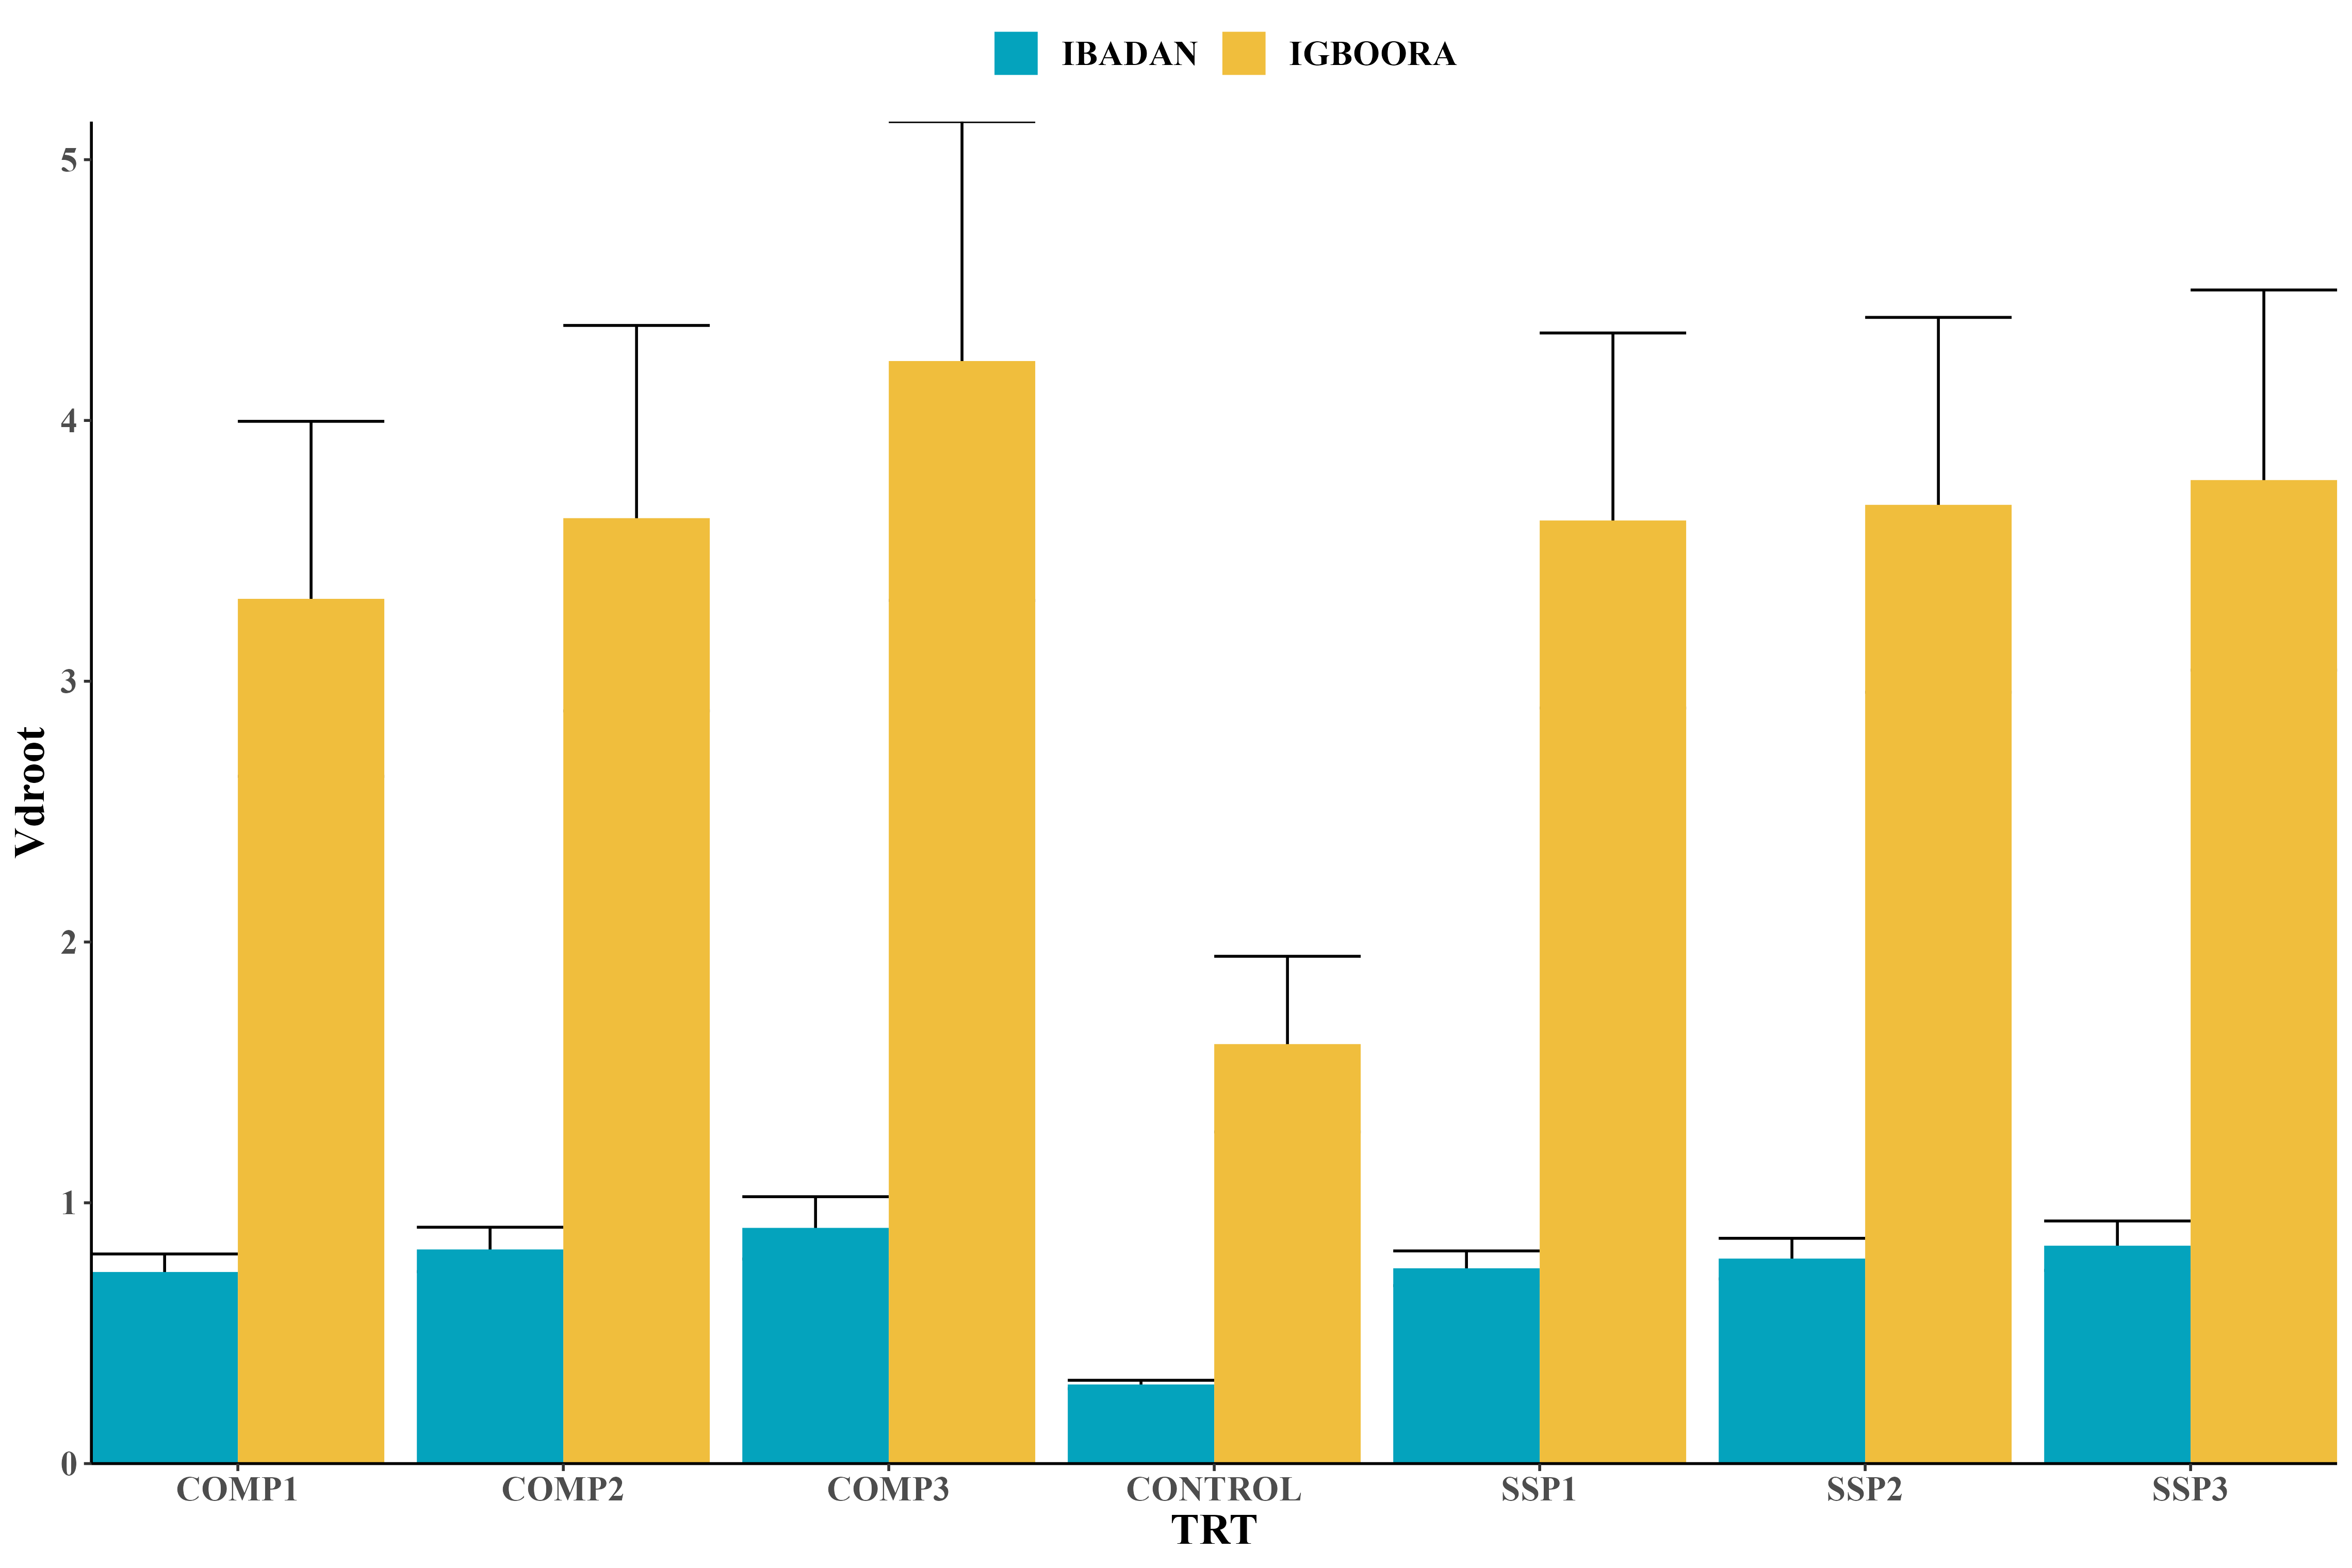 IBADAN IGBOORA
5
4
3
2
1
0
Vdroot
COMP1 COMP2 COMP3 CONTROL SSP1 SSP2 SSP3
TRT